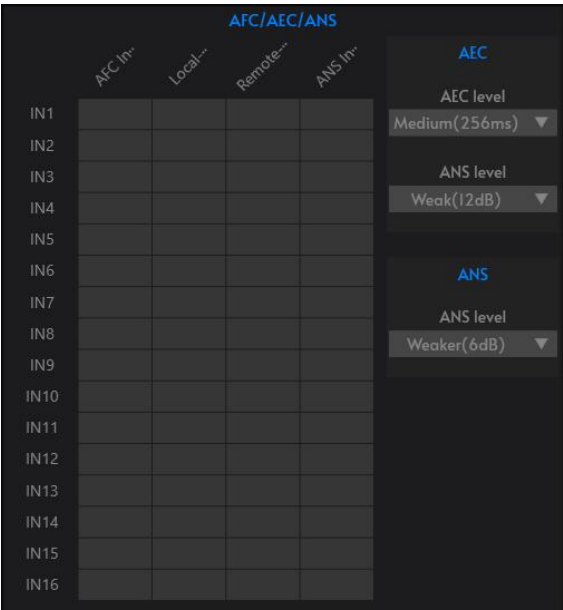 AFC/AEC/ANS
AFC In··
Local···
Remote···
ANS In··
IN1
IN2
IN3
IN4
IN5
IN6
IN7
IN8
IN9
IN10
IN11
IN12
IN13
IN14
IN15
IN16
AEC
AEC level
Medium(256ms) ▼
ANS level
Weak(12dB) ▼
ANS
ANS level
Weaker(6dB) ▼